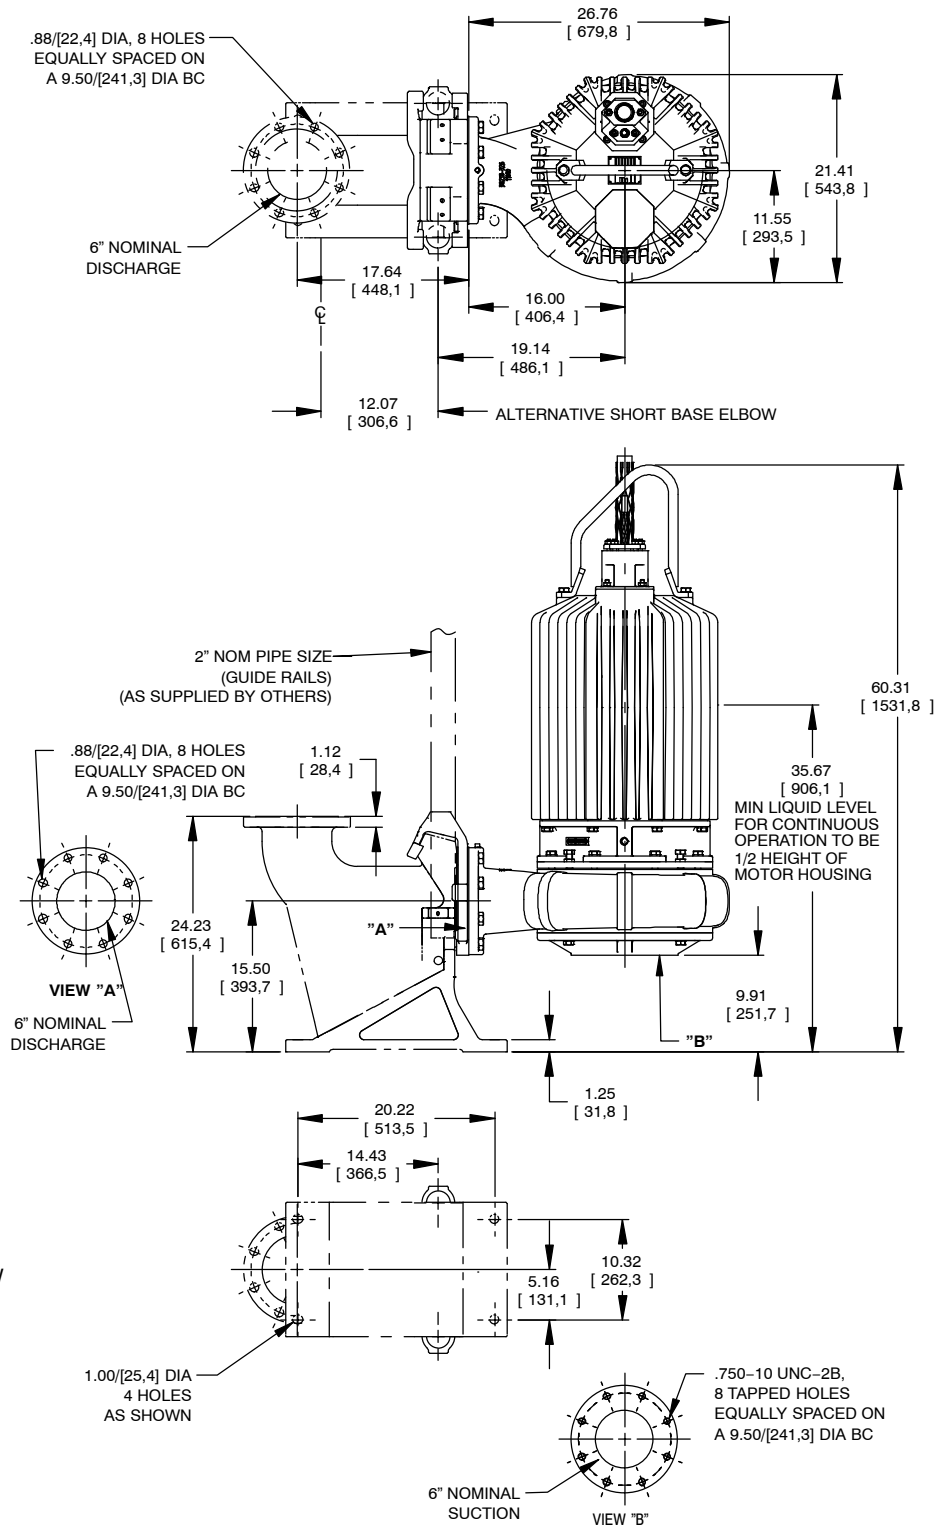 26.76
[ 679,8 ]
.88/[22,4] DIA, 8 HOLES
EQUALLY SPACED ON
A 9.50/[241,3] DIA BC
21.41
[ 543,8 ]
11.55
[ 293,5 ]
6” NOMINAL
DISCHARGE
17.64
[ 448,1 ]
16.00
[ 406,4 ]
CL
19.14
[ 486,1 ]
12.07
[ 306,6 ]
ALTERNATIVE SHORT BASE ELBOW
2” NOM PIPE SIZE
(GUIDE RAILS)
(AS SUPPLIED BY OTHERS)
60.31
[ 1531,8 ]
.88/[22,4] DIA, 8 HOLES
EQUALLY SPACED ON
A 9.50/[241,3] DIA BC
1.12
[ 28,4 ]
35.67
[ 906,1 ]
MIN LIQUID LEVEL
FOR CONTINUOUS
OPERATION TO BE
1/2 HEIGHT OF
MOTOR HOUSING
24.23
[ 615,4 ]
”A”
15.50
[ 393,7 ]
VIEW ”A”
6” NOMINAL
DISCHARGE
9.91
[ 251,7 ]
”B”
1.25
[ 31,8 ]
20.22
[ 513,5 ]
14.43
[ 366,5 ]
10.32
[ 262,3 ]
5.16
[ 131,1 ]
1.00/[25,4] DIA
4 HOLES
AS SHOWN
.750–10 UNC–2B,
8 TAPPED HOLES
EQUALLY SPACED ON
A 9.50/[241,3] DIA BC
6” NOMINAL
SUCTION
VIEW ”B”